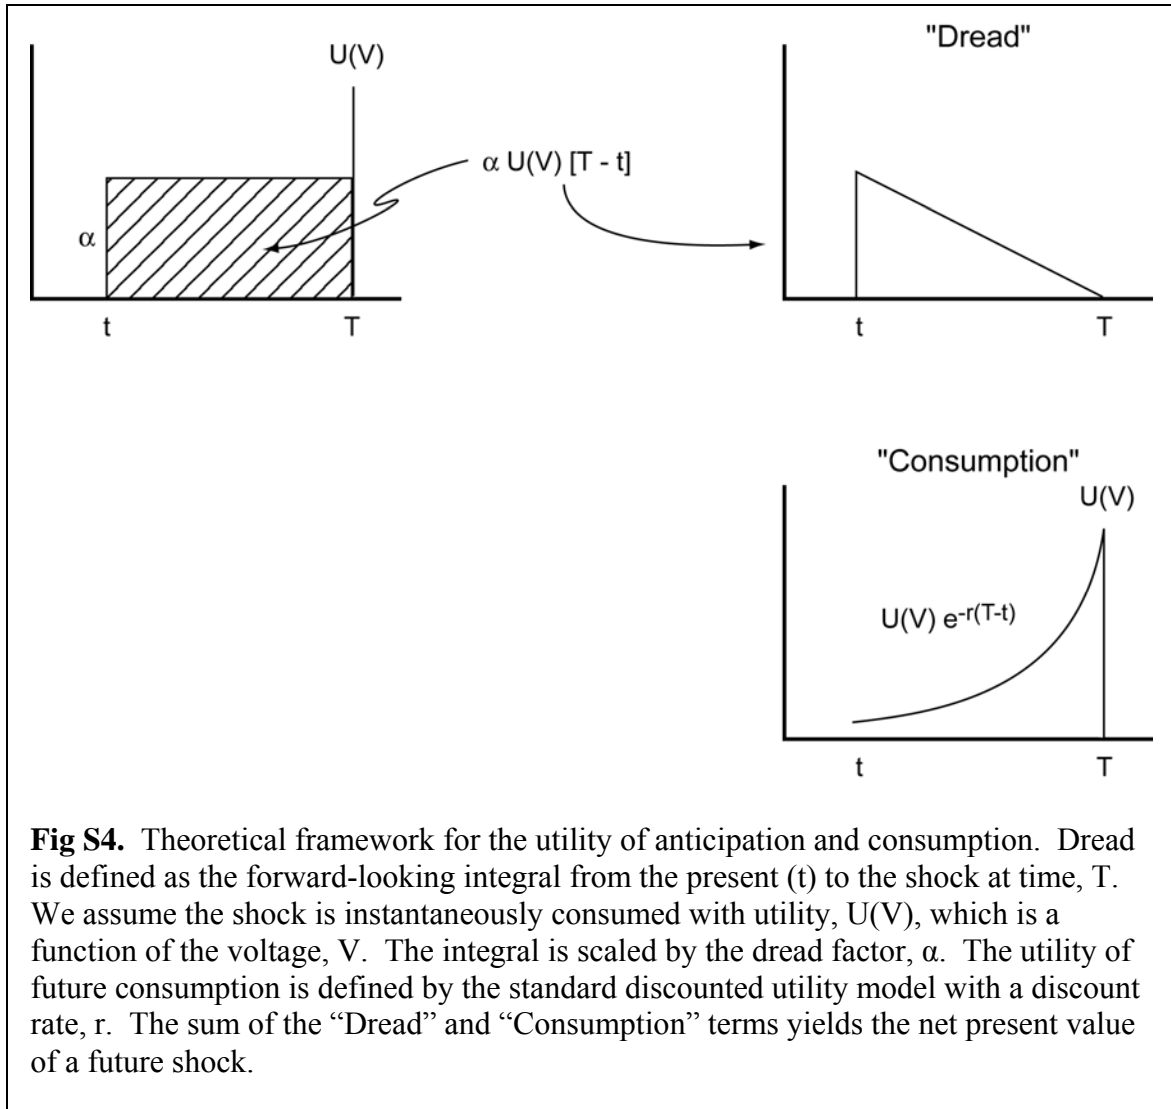 U(V)
α U(V) [T - t]
α
t
T
"Dread"
t
T
"Consumption"
U(V)
U(V) e-r(T-t)
t
T
Fig S4. Theoretical framework for the utility of anticipation and consumption. Dread
is defined as the forward-looking integral from the present (t) to the shock at time, T.
We assume the shock is instantaneously consumed with utility, U(V), which is a
function of the voltage, V. The integral is scaled by the dread factor, α. The utility of
future consumption is defined by the standard discounted utility model with a discount
rate, r. The sum of the “Dread” and “Consumption” terms yields the net present value
of a future shock.